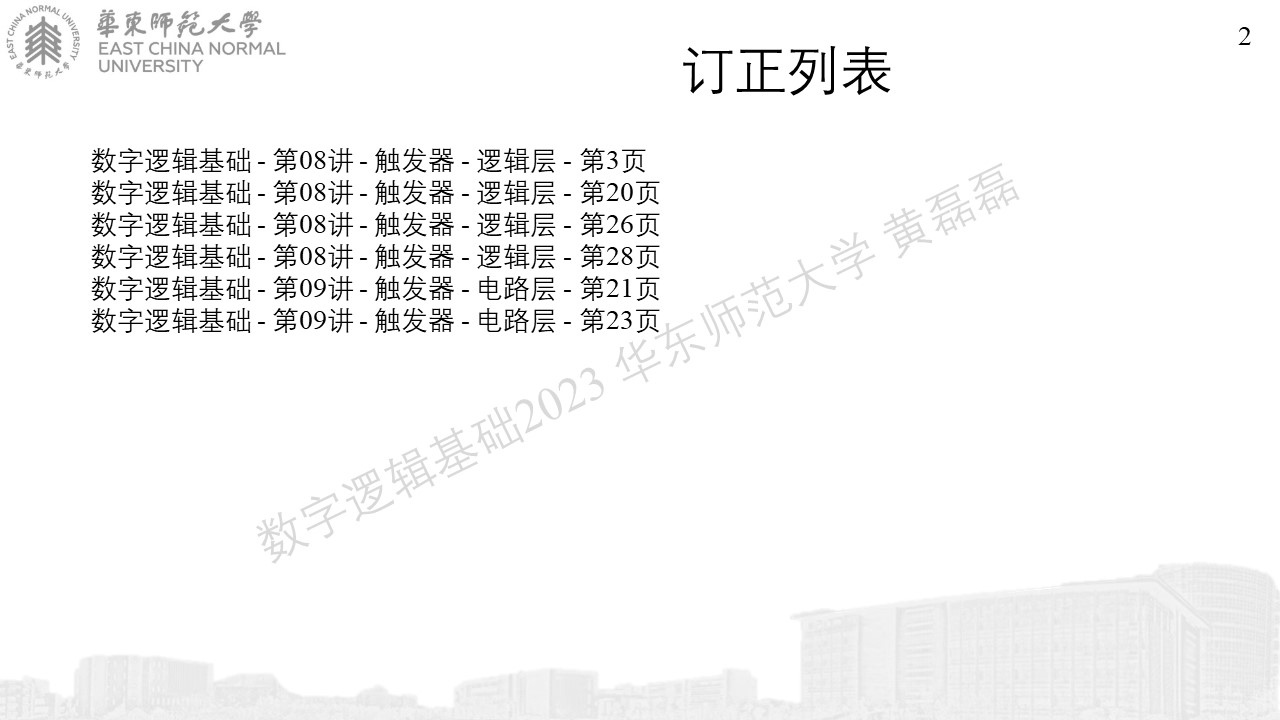 華東師範大學
EAST CHINA NORMAL
UNIVERSITY
EAST CHINA NORMAL UNIVERSITY
華東师范大学
2
订正列表
数字逻辑基础 - 第08讲 - 触发器 - 逻辑层 - 第3页
数字逻辑基础 - 第08讲 - 触发器 - 逻辑层 - 第20页
数字逻辑基础 - 第08讲 - 触发器 - 逻辑层 - 第26页
数字逻辑基础 - 第08讲 - 触发器 - 逻辑层 - 第28页
数字逻辑基础 - 第09讲 - 触发器 - 电路层 - 第21页
数字逻辑基础 - 第09讲 - 触发器 - 电路层 - 第23页
数字逻辑基础2023 华东师范大学 黄磊磊